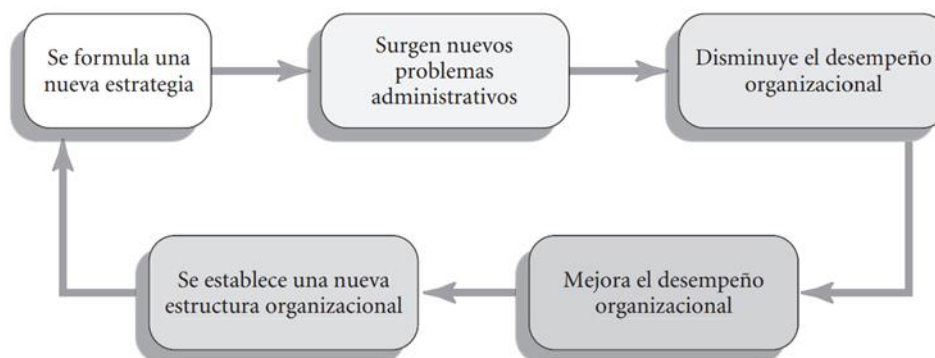 Se formula una
nueva estrategia
Surgen nuevos
problemas
administrativos
Disminuye el desempeño
organizacional
Mejora el desempeño
organizacional
Se establece una nueva
estructura organizacional